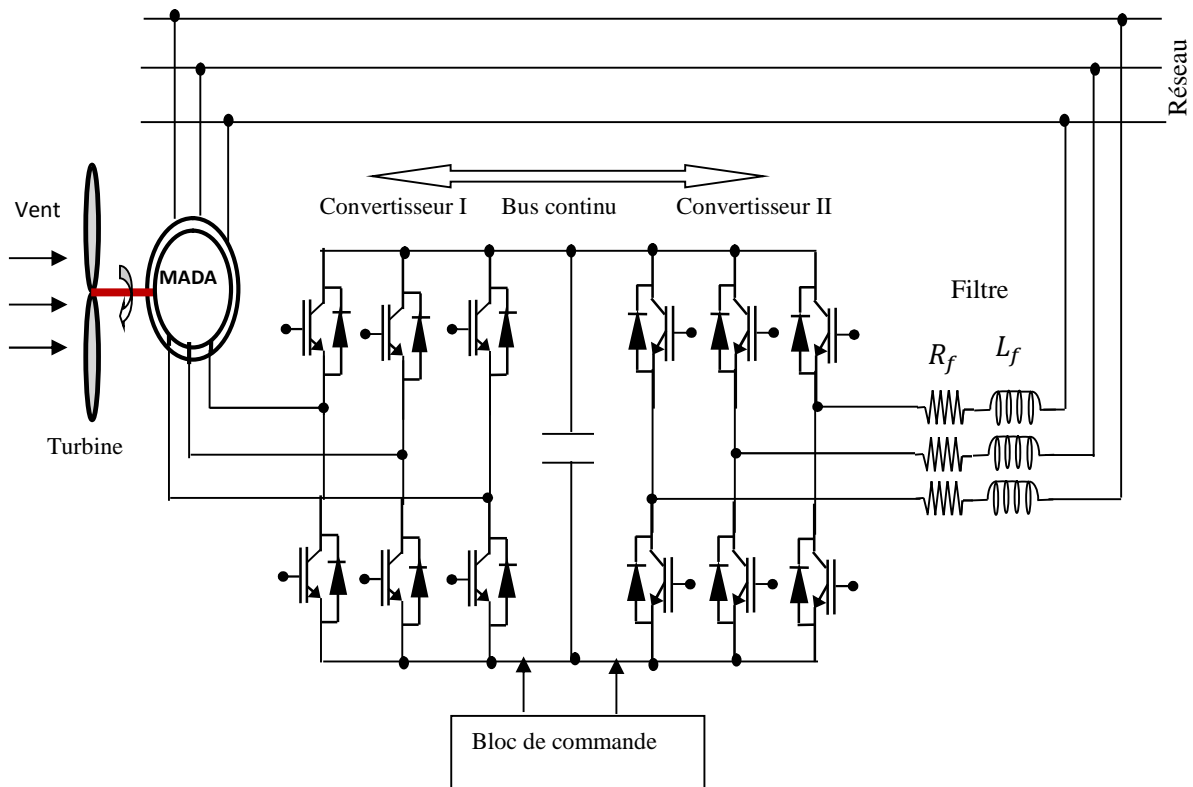 Réseau
Vent
Convertisseur I
Bus continu
Convertisseur II
MADA
Filtre
R_f
L_f
Turbine
Bloc de commande